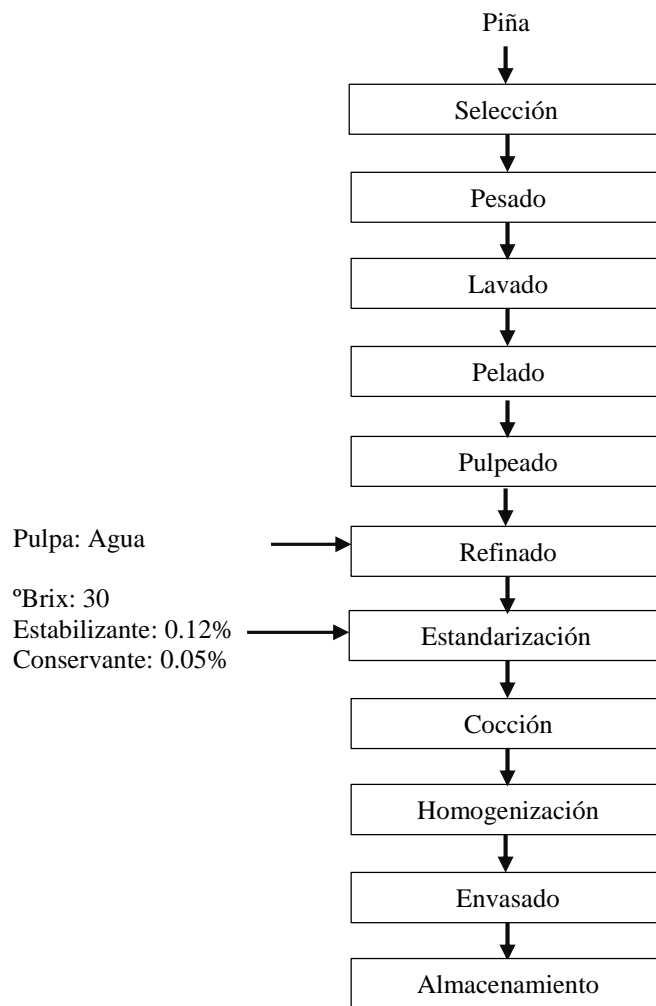 Piña
Selección
Pesado
Lavado
Pelado
Pulpeado
Pulpa: Agua
Refinado
ºBrix: 30
Estabilizante: 0.12%
Conservante: 0.05%
Estandarización
Cocción
Homogenización
Envasado
Almacenamiento